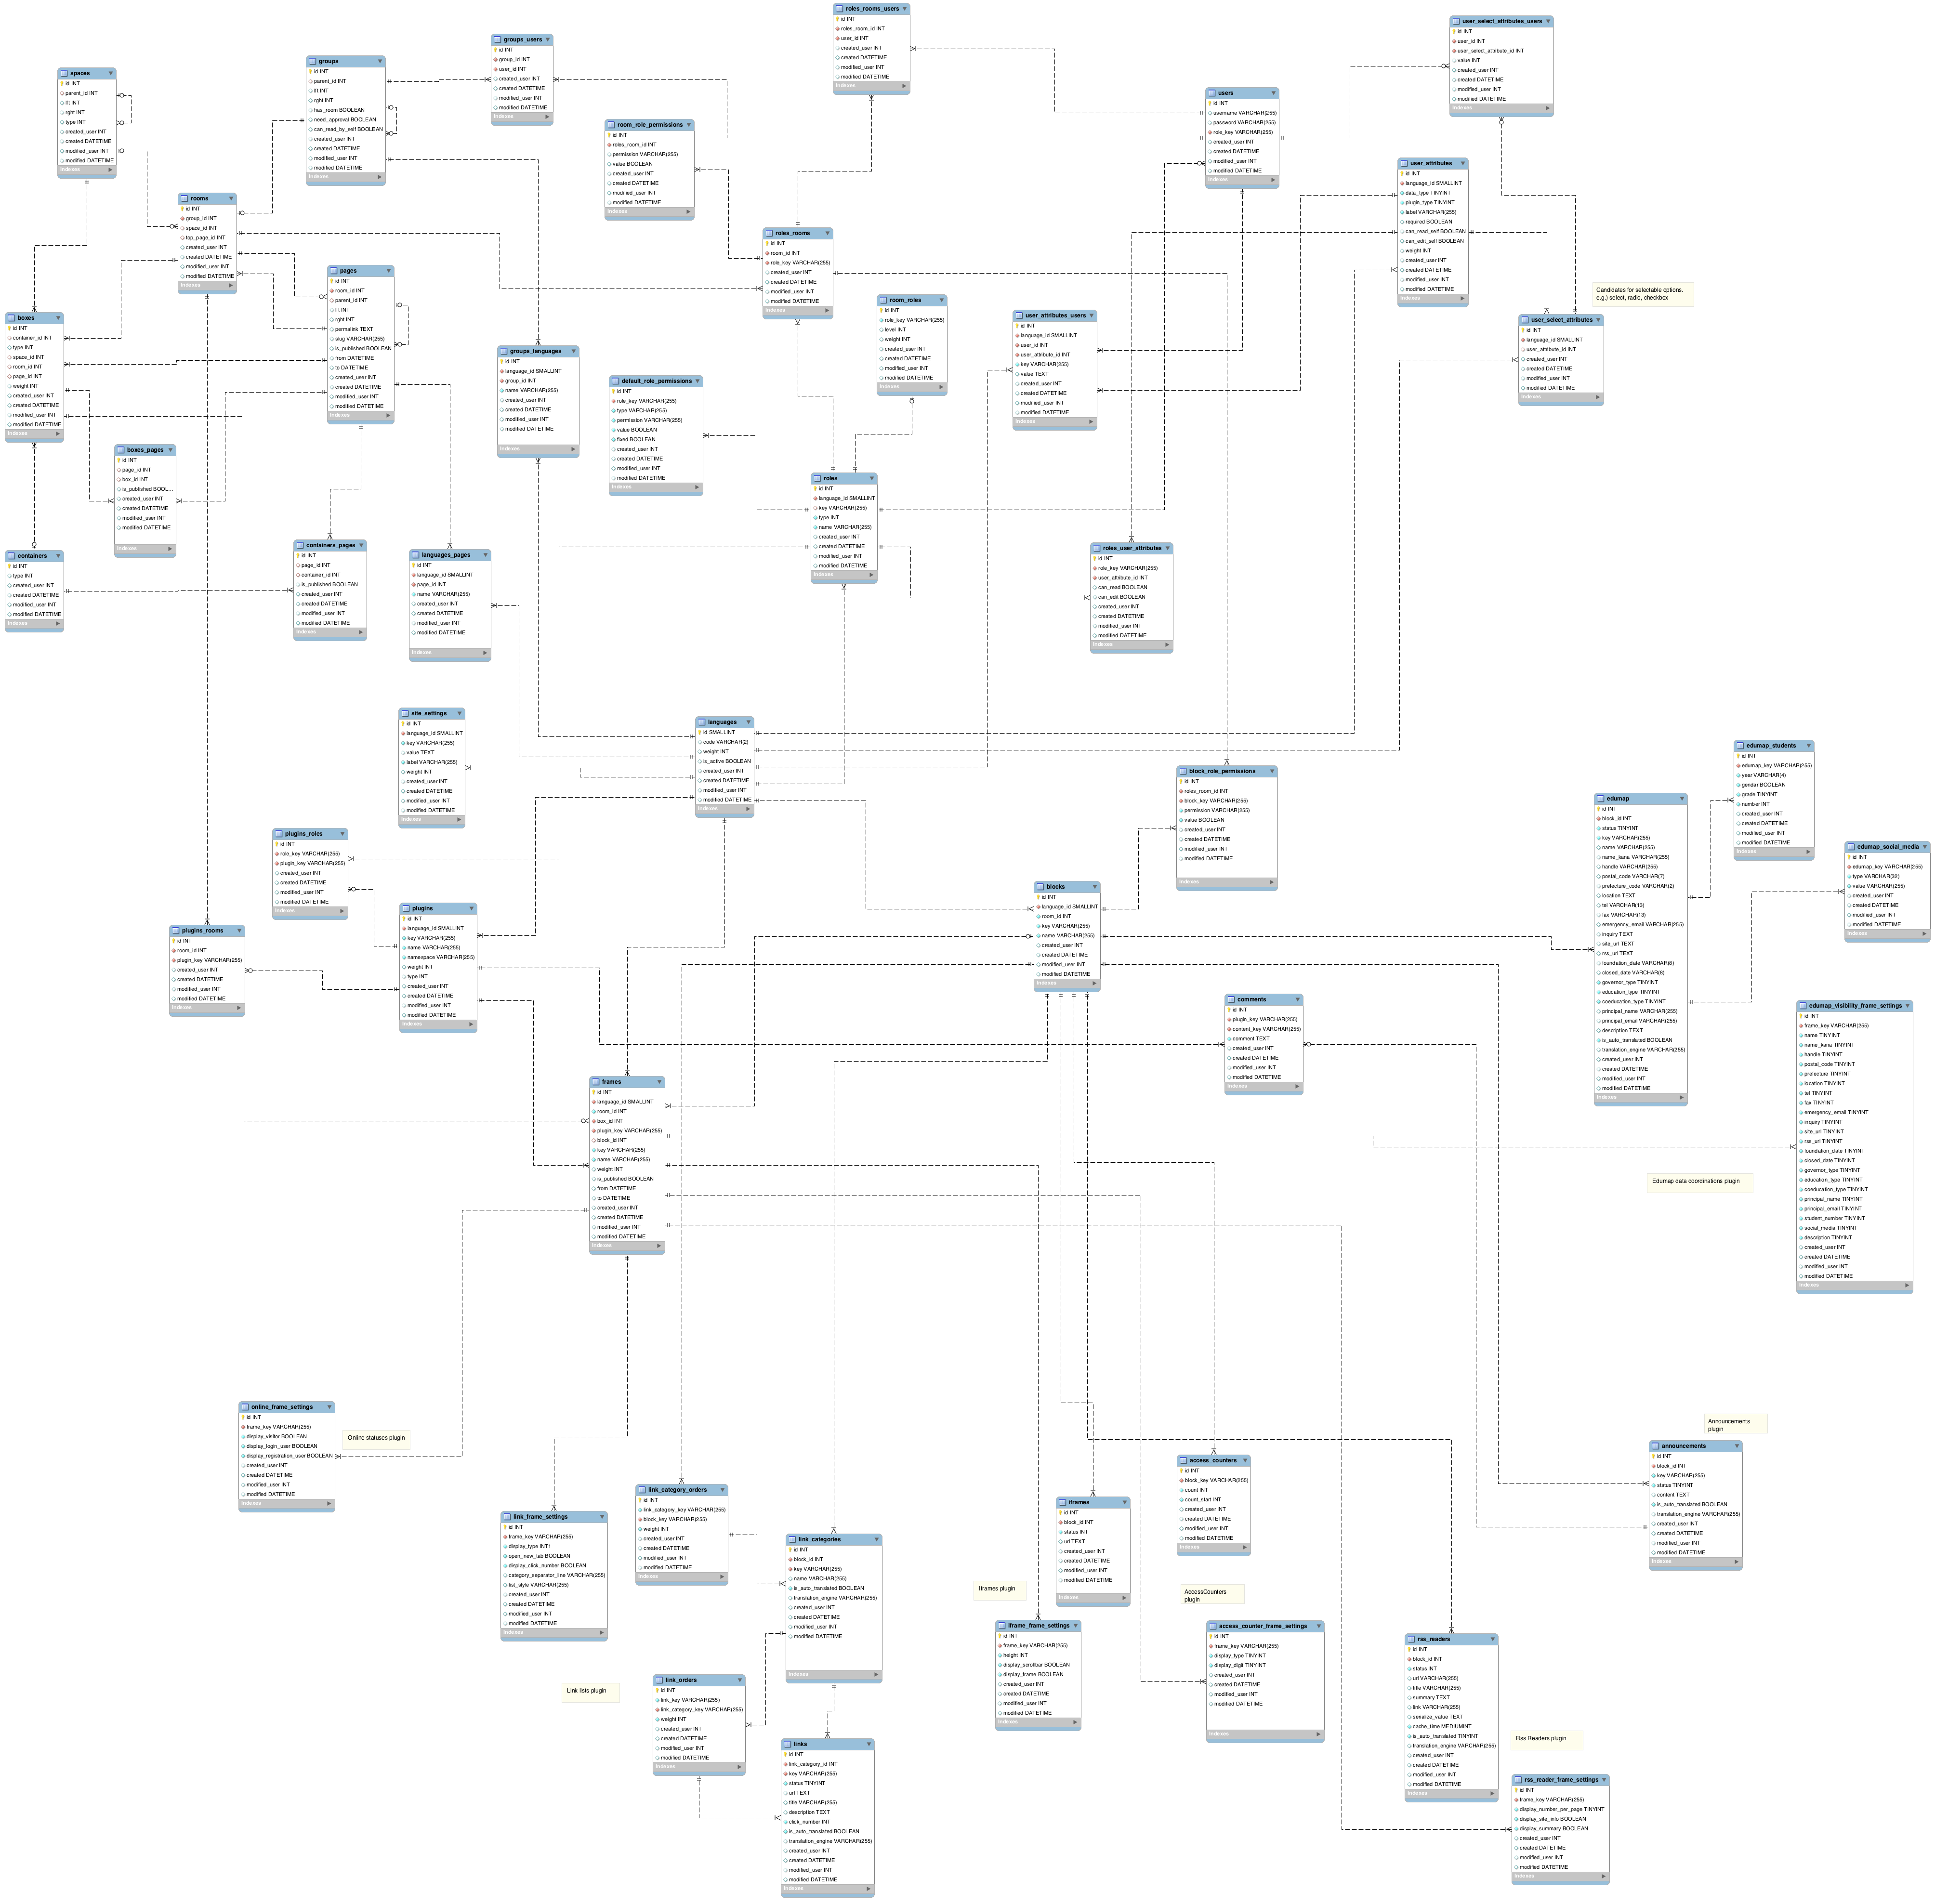 roles_rooms_users
id INT
roles_room_id INT
user_id INT
created_user INT
created DATETIME
modified_user INT
modified DATETIME
Indexes
user_select_attributes_users
id INT
user_id INT
user_select_attribute_id INT
value INT
created_user INT
created DATETIME
modified_user INT
modified DATETIME
Indexes
groups_users
id INT
group_id INT
user_id INT
created_user INT
created DATETIME
modified_user INT
modified DATETIME
Indexes
groups
id INT
parent_id INT
lft INT
rght INT
has_room BOOLEAN
need_approval BOOLEAN
can_read_by_self BOOLEAN
created_user INT
created DATETIME
modified_user INT
modified DATETIME
Indexes
spaces
id INT
parent_id INT
lft INT
rght INT
type INT
created_user INT
created DATETIME
modified_user INT
modified DATETIME
Indexes
users
id INT
username VARCHAR(255)
password VARCHAR(255)
role_key VARCHAR(255)
created_user INT
created DATETIME
modified_user INT
modified DATETIME
Indexes
room_role_permissions
id INT
roles_room_id INT
permission VARCHAR(255)
value BOOLEAN
created_user INT
created DATETIME
modified_user INT
modified DATETIME
Indexes
user_attributes
id INT
language_id SMALLINT
data_type TINYINT
plugin_type TINYINT
label VARCHAR(255)
required BOOLEAN
can_read_self BOOLEAN
can_edit_self BOOLEAN
weight INT
created_user INT
created DATETIME
modified_user INT
modified DATETIME
Indexes
rooms
id INT
group_id INT
space_id INT
top_page_id INT
created_user INT
created DATETIME
modified_user INT
modified DATETIME
Indexes
roles_rooms
id INT
room_id INT
role_key VARCHAR(255)
created_user INT
created DATETIME
modified_user INT
modified DATETIME
Indexes
pages
id INT
room_id INT
parent_id INT
lft INT
rght INT
permalink TEXT
slug VARCHAR(255)
is_published BOOLEAN
from DATETIME
to DATETIME
created_user INT
created DATETIME
modified_user INT
modified DATETIME
Indexes
Candidates for selectable options.
e.g.) select, radio, checkbox
room_roles
id INT
role_key VARCHAR(255)
level INT
weight INT
created_user INT
created DATETIME
modified_user INT
modified DATETIME
Indexes
user_attributes_users
id INT
language_id SMALLINT
user_id INT
user_attribute_id INT
key VARCHAR(255)
value TEXT
created_user INT
created DATETIME
modified_user INT
modified DATETIME
Indexes
user_select_attributes
id INT
language_id SMALLINT
user_attribute_id INT
created_user INT
created DATETIME
modified_user INT
modified DATETIME
Indexes
boxes
id INT
container_id INT
type INT
space_id INT
room_id INT
page_id INT
weight INT
created_user INT
created DATETIME
modified_user INT
modified DATETIME
Indexes
groups_languages
id INT
language_id SMALLINT
group_id INT
name VARCHAR(255)
created_user INT
created DATETIME
modified_user INT
modified DATETIME
Indexes
default_role_permissions
id INT
role_key VARCHAR(255)
type VARCHAR(255)
permission VARCHAR(255)
value BOOLEAN
fixed BOOLEAN
created_user INT
created DATETIME
modified_user INT
modified DATETIME
Indexes
boxes_pages
id INT
page_id INT
box_id INT
is_published BOOL...
created_user INT
created DATETIME
modified_user INT
modified DATETIME
Indexes
roles
id INT
language_id SMALLINT
key VARCHAR(255)
type INT
name VARCHAR(255)
created_user INT
created DATETIME
modified_user INT
modified DATETIME
Indexes
containers
id INT
type INT
created_user INT
created DATETIME
modified_user INT
modified DATETIME
Indexes
containers_pages
id INT
page_id INT
container_id INT
is_published BOOLEAN
created_user INT
created DATETIME
modified_user INT
modified DATETIME
Indexes
languages_pages
id INT
language_id SMALLINT
page_id INT
name VARCHAR(255)
created_user INT
created DATETIME
modified_user INT
modified DATETIME
Indexes
roles_user_attributes
id INT
role_key VARCHAR(255)
user_attribute_id INT
can_read BOOLEAN
can_edit BOOLEAN
created_user INT
created DATETIME
modified_user INT
modified DATETIME
Indexes
site_settings
id INT
language_id SMALLINT
key VARCHAR(255)
value TEXT
label VARCHAR(255)
weight INT
created_user INT
created DATETIME
modified_user INT
modified DATETIME
Indexes
languages
id SMALLINT
code VARCHAR(2)
weight INT
is_active BOOLEAN
created_user INT
created DATETIME
modified_user INT
modified DATETIME
Indexes
block_role_permissions
id INT
roles_room_id INT
block_key VARCHAR(255)
permission VARCHAR(255)
value BOOLEAN
created_user INT
created DATETIME
modified_user INT
modified DATETIME
Indexes
edumap_students
id INT
edumap_key VARCHAR(255)
year VARCHAR(4)
gendar BOOLEAN
grade TINYINT
number INT
created_user INT
created DATETIME
modified_user INT
modified DATETIME
Indexes
edumap
id INT
block_id INT
status TINYINT
key VARCHAR(255)
name VARCHAR(255)
name_kana VARCHAR(255)
handle VARCHAR(255)
postal_code VARCHAR(7)
prefecture_code VARCHAR(2)
location TEXT
tel VARCHAR(13)
fax VARCHAR(13)
emergency_email VARCHAR(255)
inquiry TEXT
site_url TEXT
rss_url TEXT
foundation_date VARCHAR(8)
closed_date VARCHAR(8)
governor_type TINYINT
education_type TINYINT
coeducation_type TINYINT
principal_name VARCHAR(255)
principal_email VARCHAR(255)
description TEXT
is_auto_translated BOOLEAN
translation_engine VARCHAR(255)
created_user INT
created DATETIME
modified_user INT
modified DATETIME
Indexes
edumap_social_media
id INT
edumap_key VARCHAR(255)
type VARCHAR(32)
value VARCHAR(255)
created_user INT
created DATETIME
modified_user INT
modified DATETIME
Indexes
plugins_roles
id INT
role_key VARCHAR(255)
plugin_key VARCHAR(255)
created_user INT
created DATETIME
modified_user INT
modified DATETIME
Indexes
plugins
id INT
language_id SMALLINT
key VARCHAR(255)
name VARCHAR(255)
namespace VARCHAR(255)
weight INT
type INT
created_user INT
created DATETIME
modified_user INT
modified DATETIME
Indexes
blocks
id INT
language_id SMALLINT
room_id INT
key VARCHAR(255)
name VARCHAR(255)
created_user INT
created DATETIME
modified_user INT
modified DATETIME
Indexes
plugins_rooms
id INT
room_id INT
plugin_key VARCHAR(255)
created_user INT
created DATETIME
modified_user INT
modified DATETIME
Indexes
comments
id INT
plugin_key VARCHAR(255)
content_key VARCHAR(255)
comment TEXT
created_user INT
created DATETIME
modified_user INT
modified DATETIME
Indexes
edumap_visibility_frame_settings
id INT
frame_key VARCHAR(255)
name TINYINT
name_kana TINYINT
handle TINYINT
postal_code TINYINT
prefecture TINYINT
location TINYINT
tel TINYINT
fax TINYINT
emergency_email TINYINT
inquiry TINYINT
site_url TINYINT
rss_url TINYINT
foundation_date TINYINT
closed_date TINYINT
governor_type TINYINT
education_type TINYINT
coeducation_type TINYINT
principal_name TINYINT
principal_email TINYINT
student_number TINYINT
social_media TINYINT
description TINYINT
created_user INT
created DATETIME
modified_user INT
modified DATETIME
Indexes
frames
id INT
language_id SMALLINT
room_id INT
box_id INT
plugin_key VARCHAR(255)
block_id INT
key VARCHAR(255)
name VARCHAR(255)
weight INT
is_published BOOLEAN
from DATETIME
to DATETIME
created_user INT
created DATETIME
modified_user INT
modified DATETIME
Indexes
Edumap data coordinations plugin
online_frame_settings
id INT
frame_key VARCHAR(255)
display_visitor BOOLEAN
display_login_user BOOLEAN
display_registration_user BOOLEAN
created_user INT
created DATETIME
modified_user INT
modified DATETIME
Indexes
Online statuses plugin
Announcements
plugin
announcements
id INT
block_id INT
key VARCHAR(255)
status TINYINT
content TEXT
is_auto_translated BOOLEAN
translation_engine VARCHAR(255)
created_user INT
created DATETIME
modified_user INT
modified DATETIME
Indexes
access_counters
id INT
block_key VARCHAR(255)
count INT
count_start INT
created_user INT
created DATETIME
modified_user INT
modified DATETIME
Indexes
link_category_orders
id INT
link_category_key VARCHAR(255)
block_key VARCHAR(255)
weight INT
created_user INT
created DATETIME
modified_user INT
modified DATETIME
Indexes
iframes
id INT
block_id INT
status INT
url TEXT
created_user INT
created DATETIME
modified_user INT
modified DATETIME
Indexes
link_frame_settings
id INT
frame_key VARCHAR(255)
display_type INT1
open_new_tab BOOLEAN
display_click_number BOOLEAN
category_separator_line VARCHAR(255)
list_style VARCHAR(255)
created_user INT
created DATETIME
modified_user INT
modified DATETIME
Indexes
link_categories
id INT
block_id INT
key VARCHAR(255)
name VARCHAR(255)
is_auto_translated BOOLEAN
translation_engine VARCHAR(255)
created_user INT
created DATETIME
modified_user INT
modified DATETIME
Indexes
Iframes plugin
AccessCounters
plugin
iframe_frame_settings
id INT
frame_key VARCHAR(255)
height INT
display_scrollbar BOOLEAN
display_frame BOOLEAN
created_user INT
created DATETIME
modified_user INT
modified DATETIME
Indexes
access_counter_frame_settings
id INT
frame_key VARCHAR(255)
display_type TINYINT
display_digit TINYINT
created_user INT
created DATETIME
modified_user INT
modified DATETIME
Indexes
rss_readers
id INT
block_id INT
status INT
url VARCHAR(255)
title VARCHAR(255)
summary TEXT
link VARCHAR(255)
serialize_value TEXT
cache_time MEDIUMINT
is_auto_translated TINYINT
translation_engine VARCHAR(255)
created_user INT
created DATETIME
modified_user INT
modified DATETIME
Indexes
Link lists plugin
link_orders
id INT
link_key VARCHAR(255)
link_category_key VARCHAR(255)
weight INT
created_user INT
created DATETIME
modified_user INT
modified DATETIME
Indexes
links
id INT
link_category_id INT
key VARCHAR(255)
status TINYINT
url TEXT
title VARCHAR(255)
description TEXT
click_number INT
is_auto_translated BOOLEAN
translation_engine VARCHAR(255)
created_user INT
created DATETIME
modified_user INT
modified DATETIME
Indexes
Rss Readers plugin
rss_reader_frame_settings
id INT
frame_key VARCHAR(255)
display_number_per_page TINYINT
display_site_info BOOLEAN
display_summary BOOLEAN
created_user INT
created DATETIME
modified_user INT
modified DATETIME
Indexes